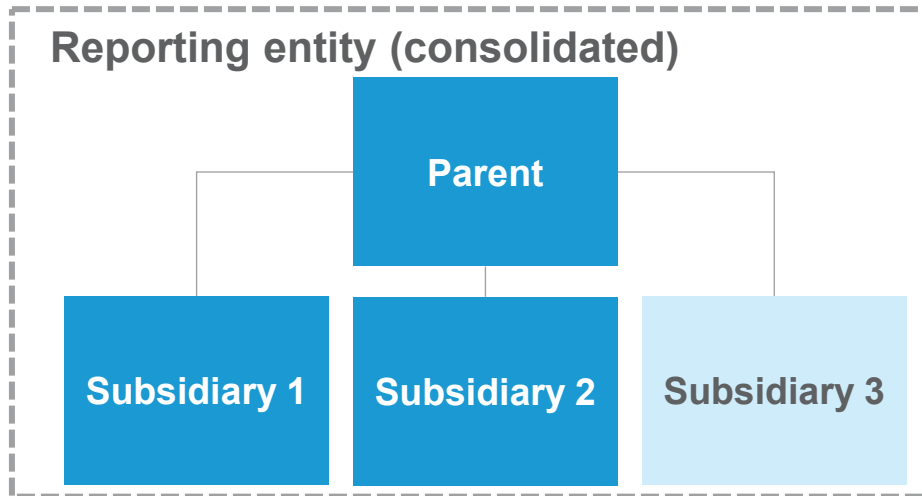 Reporting entity (consolidated)
Parent
Subsidiary 1
Subsidiary 2
Subsidiary 3